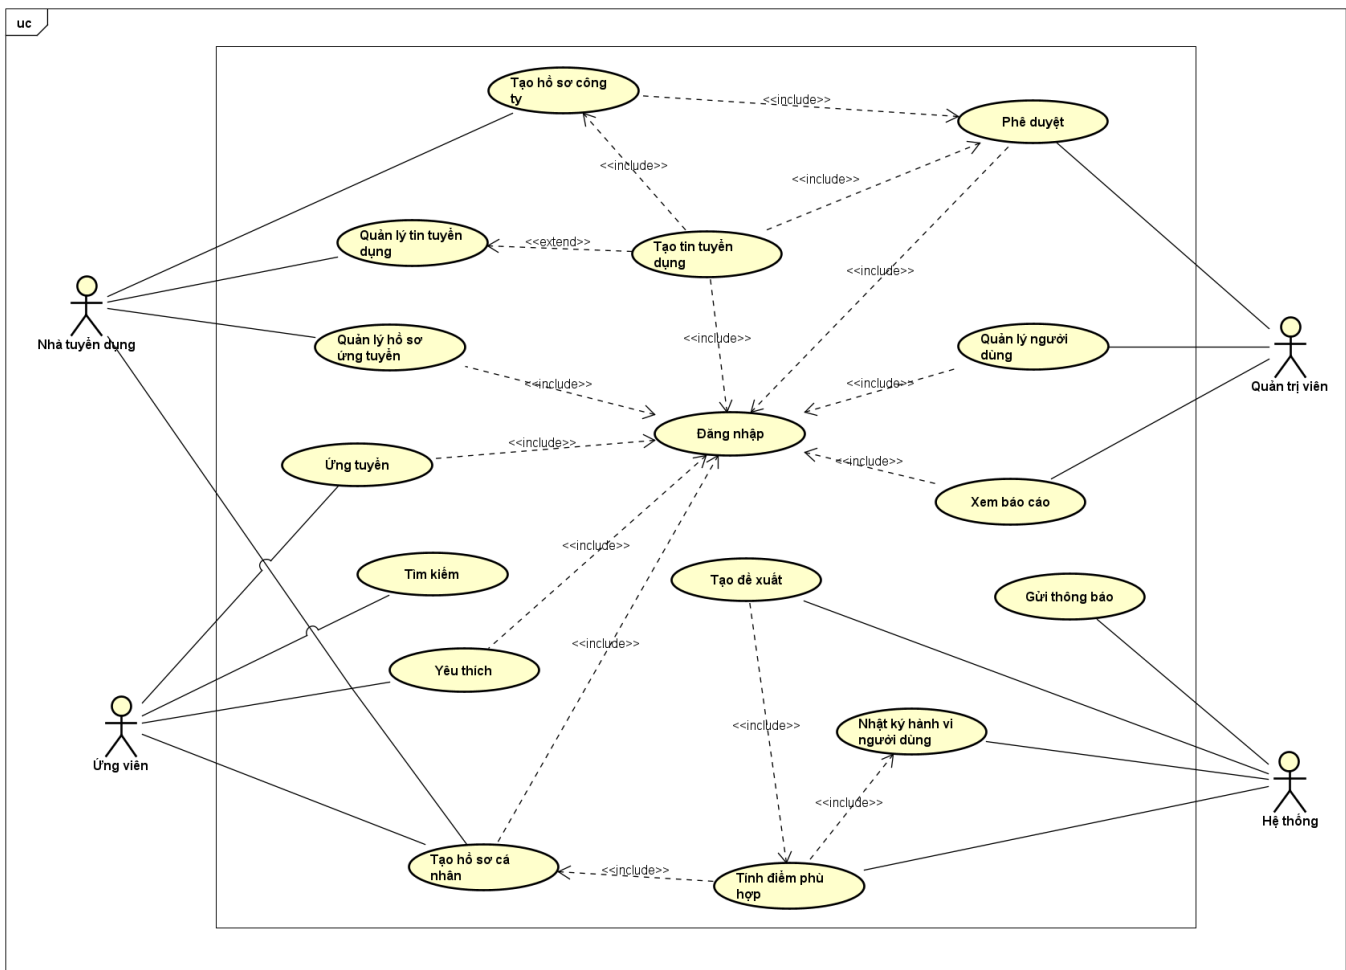 uc
Tạo hồ sơ công
ty
<<include>>
Phê duyệt
<<include>>
<<include>>
Quản lý tin tuyển
dụng
<<extend>>
Tạo tin tuyển
dụng
<<include>>
Nhà tuyển dụng
Quản lý hồ sơ
ứng tuyển
<<include>>
Quản lý người
dùng
Quản trị viên
<<include>>
<<include>>
Đăng nhập
Ứng tuyển
<<include>>
<<include>>
Xem báo cáo
<<include>>
Tìm kiếm
Tạo đề xuất
Gửi thông báo
<<include>>
Yêu thích
<<include>>
Nhật ký hành vi
người dùng
Ứng viên
<<include>>
Hệ thống
Tạo hồ sơ cá
nhân
<<include>>
Tính điểm phù
hợp